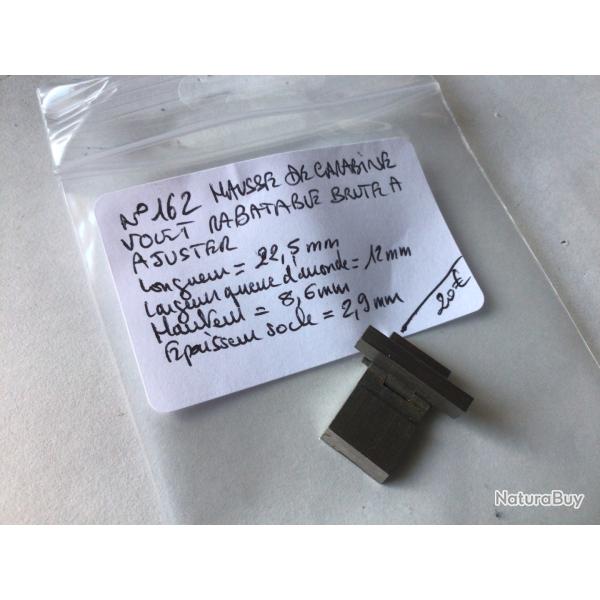 N° 162 HAUSSE DE CARABINE
VOLET RABATABLE BRUTE A
AJUSTER
Longueur = 22,5 mm
Largeur queue d'aronde = 12 mm
Hauteur = 8,6 mm
Epaisseur socle = 2,9 mm
20€
NaturaBuy